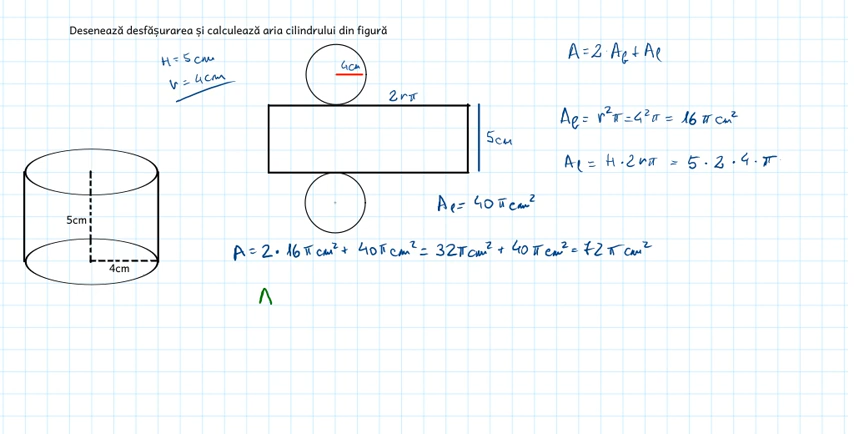 Desenează desfășurarea și calculează aria cilindrului din figură
H = 5 cm
r = 4 cm
4cm
2rπ
5cm
A = 2 · Ab + Al
Ab = r²π = 4²π = 16 π cm²
Al = H · 2rπ = 5 · 2 · 4 · π
Al = 40 π cm²
5cm
4cm
A = 2 · 16 π cm² + 40 π cm² = 32 π cm² + 40 π cm² = 72 π cm²